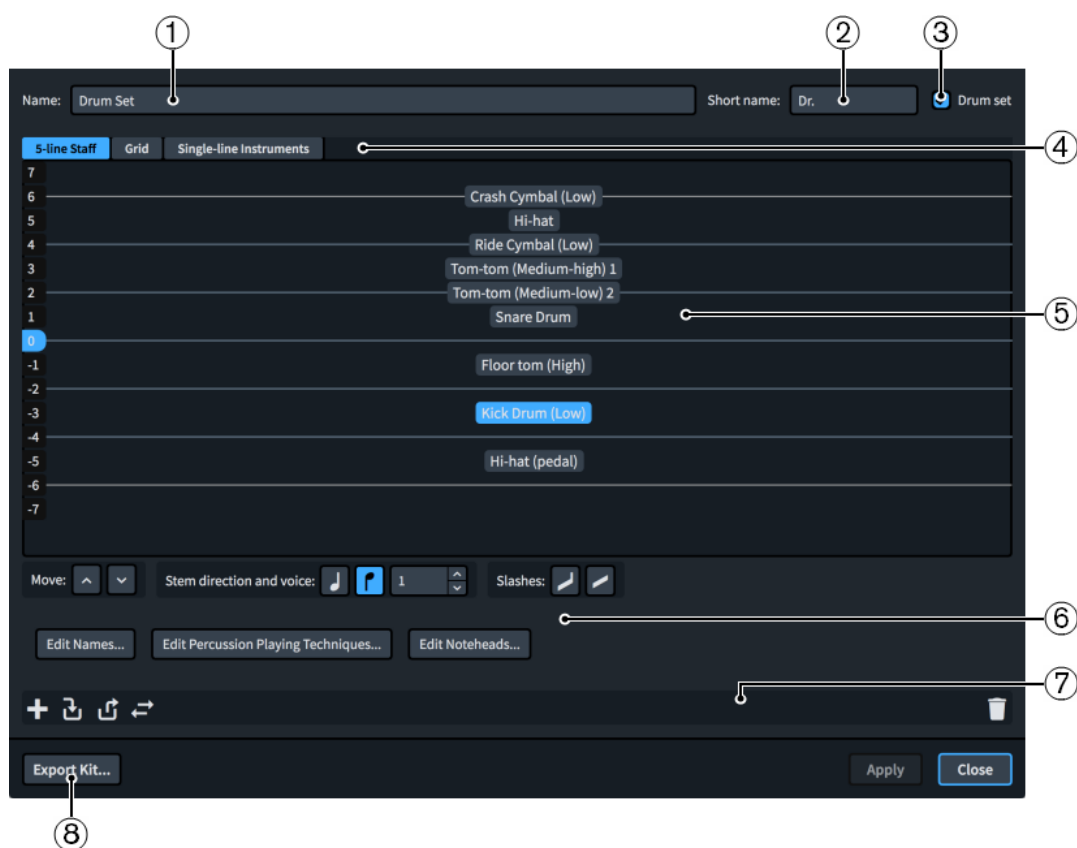 ① ② ③
Name: Drum Set Short name: Dr. Drum set
5-line Staff Grid Single-line Instruments ④
7
6 Crash Cymbal (Low)
5 Hi-hat
4 Ride Cymbal (Low)
3 Tom-tom (Medium-high) 1
2 Tom-tom (Medium-low) 2
1 Snare Drum ⑤
0
-1 Floor tom (High)
-2
-3 Kick Drum (Low)
-4
-5 Hi-hat (pedal)
-6
-7
Move: Stem direction and voice: 1 Slashes:
⑥
Edit Names... Edit Percussion Playing Techniques... Edit Noteheads...
⑦
Export Kit... Apply Close
⑧